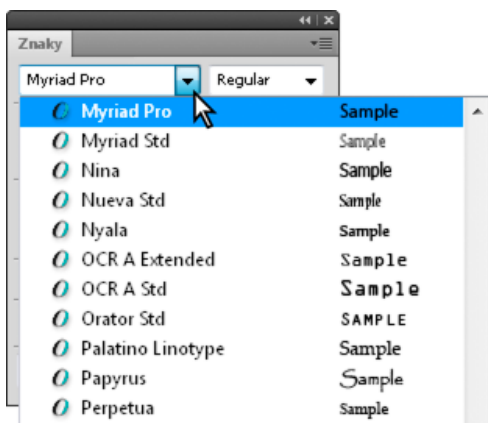 Znaky
Myriad Pro Regular
Myriad Pro Sample
Myriad Std Sample
Nina Sample
Nueva Std Sample
Nyala Sample
OCR A Extended Sample
OCR A Std Sample
Orator Std SAMPLE
Palatino Linotype Sample
Papyrus Sample
Perpetua Sample